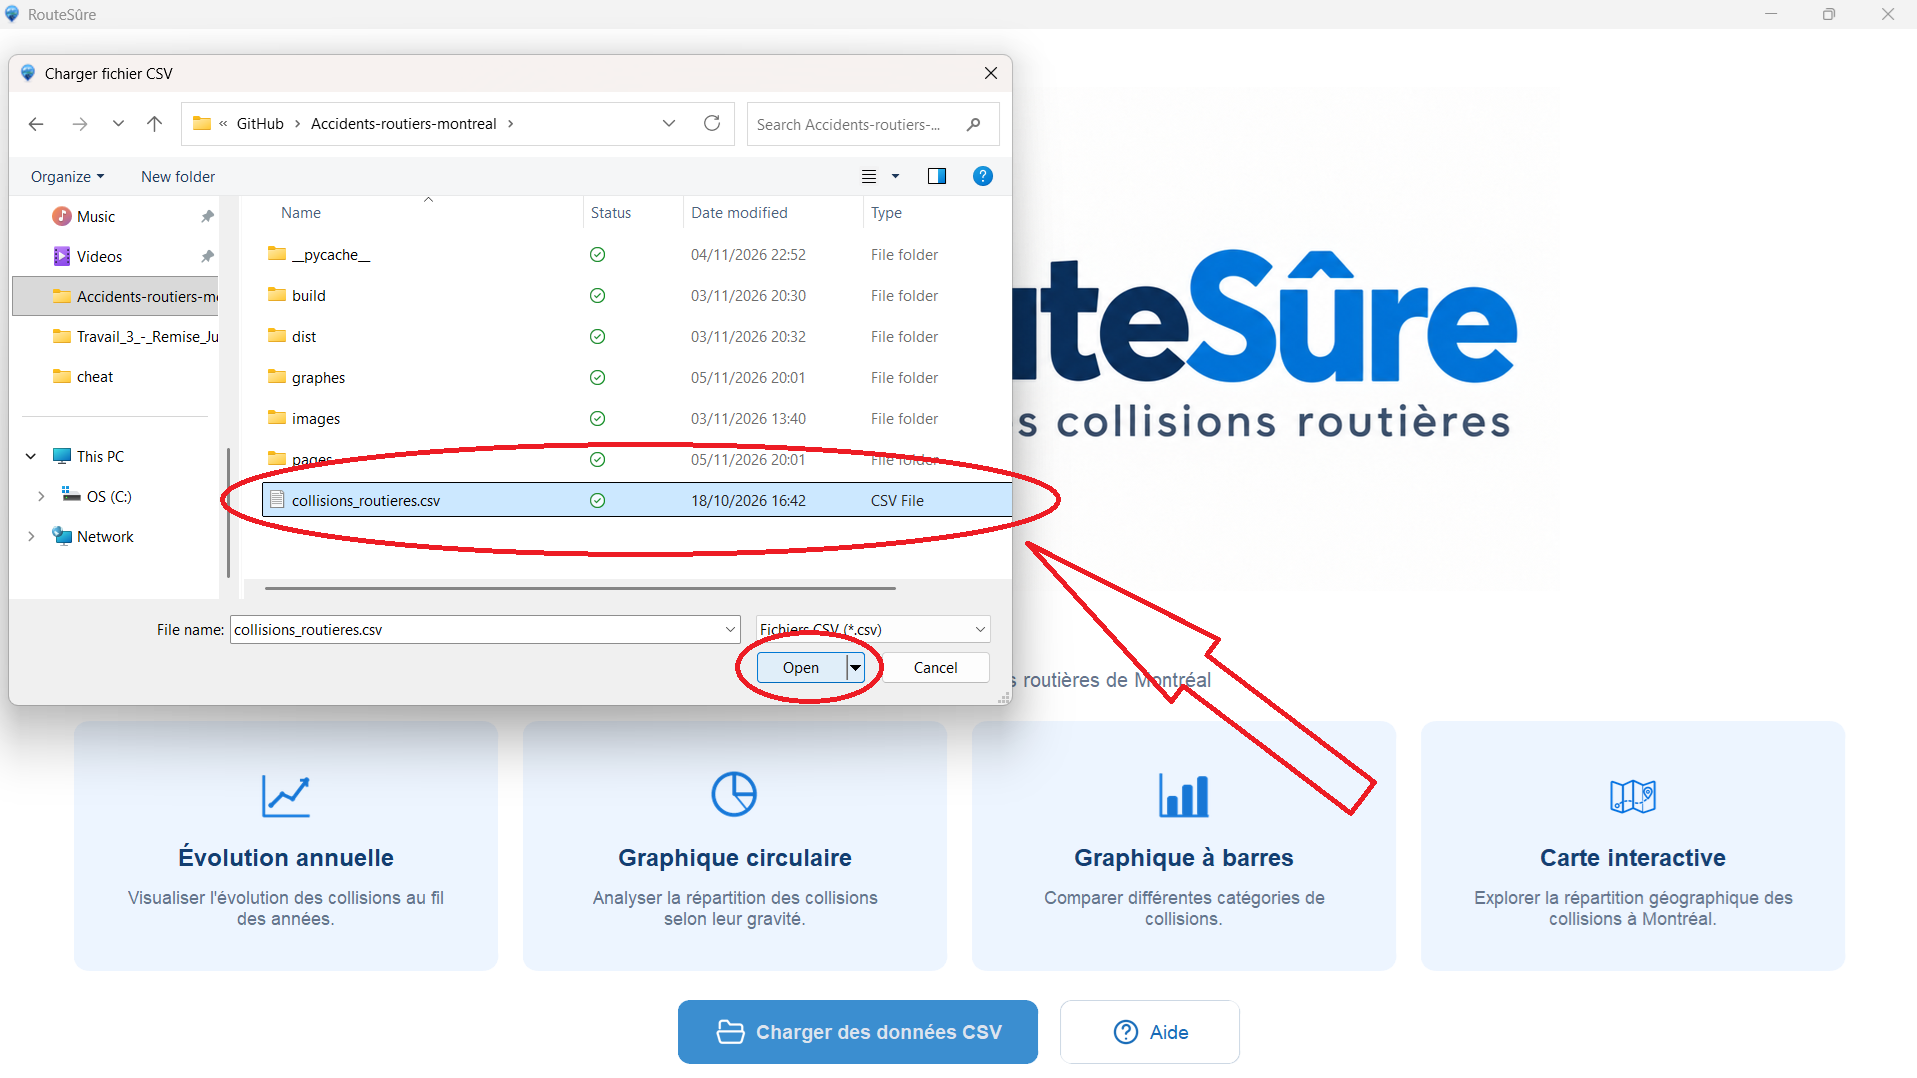 RouteSûre
Charger fichier CSV
« GitHub › Accidents-routiers-montreal ›
Search Accidents-routiers-...
Organize
New folder
Name Status Date modified Type
Music
Videos
Accidents-routiers-mo
Travail_3_-_Remise_Ju
cheat
This PC
OS (C:)
Network
__pycache__ 04/11/2026 22:52 File folder
build 03/11/2026 20:30 File folder
dist 03/11/2026 20:32 File folder
graphes 05/11/2026 20:01 File folder
images 03/11/2026 13:40 File folder
pages 05/11/2026 20:01 File folder
collisions_routieres.csv 18/10/2026 16:42 CSV File
File name: collisions_routieres.csv
Fichiers CSV (*.csv)
Open
Cancel
uteSûre
s collisions routières
s routières de Montréal
Évolution annuelle
Visualiser l'évolution des collisions au fil
des années.
Graphique circulaire
Analyser la répartition des collisions
selon leur gravité.
Graphique à barres
Comparer différentes catégories de
collisions.
Carte interactive
Explorer la répartition géographique des
collisions à Montréal.
Charger des données CSV
Aide